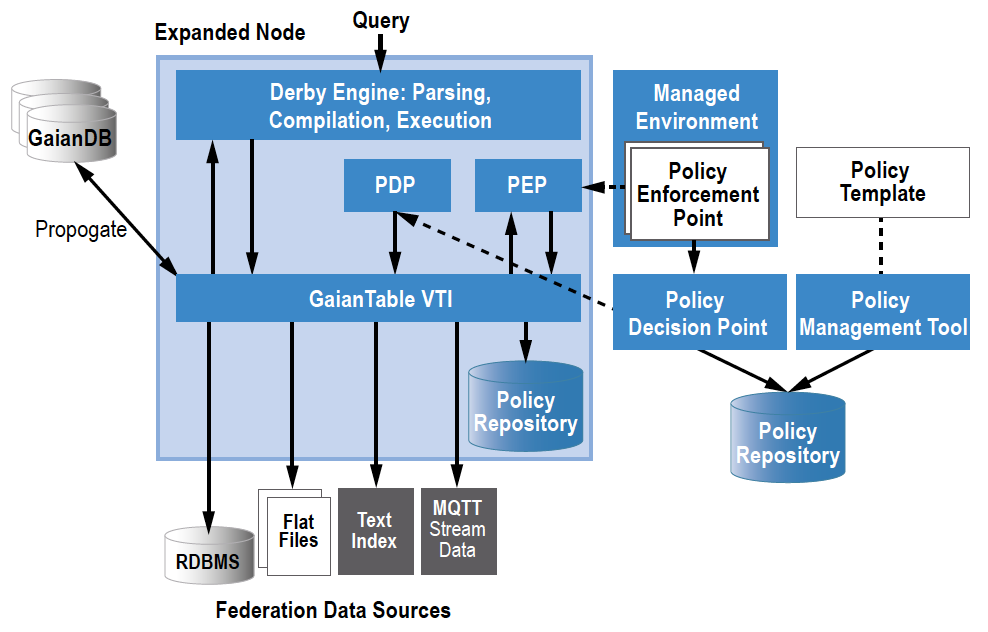 Query
Expanded Node
Derby Engine: Parsing,
Compilation, Execution
GaianDB
Propogate
PDP
PEP
GaianTable VTI
Policy
Repository
RDBMS
Flat
Files
Text
Index
MQTT
Stream
Data
Federation Data Sources
Managed
Environment
Policy
Enforcement
Point
Policy
Template
Policy
Decision Point
Policy
Management Tool
Policy
Repository